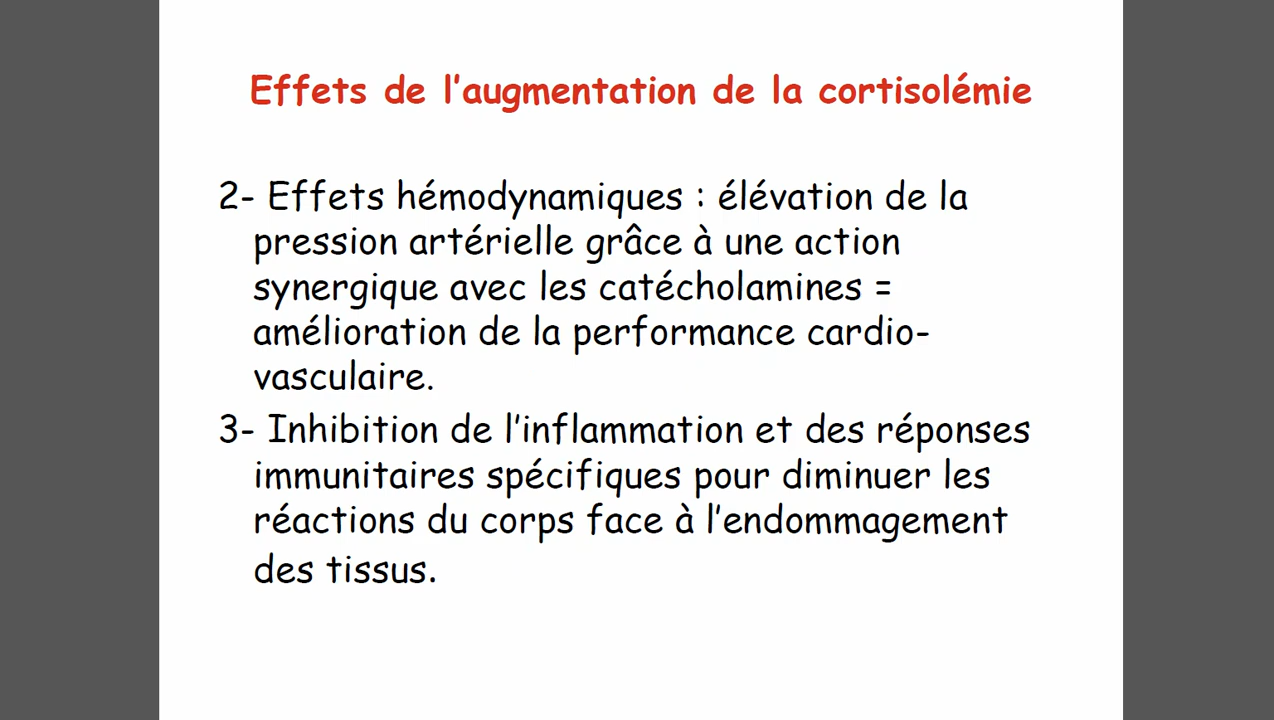 Effets de l'augmentation de la cortisolémie
2- Effets hémodynamiques : élévation de la
pression artérielle grâce à une action
synergique avec les catécholamines =
amélioration de la performance cardio-
vasculaire.
3- Inhibition de l'inflammation et des réponses
immunitaires spécifiques pour diminuer les
réactions du corps face à l'endommagement
des tissus.